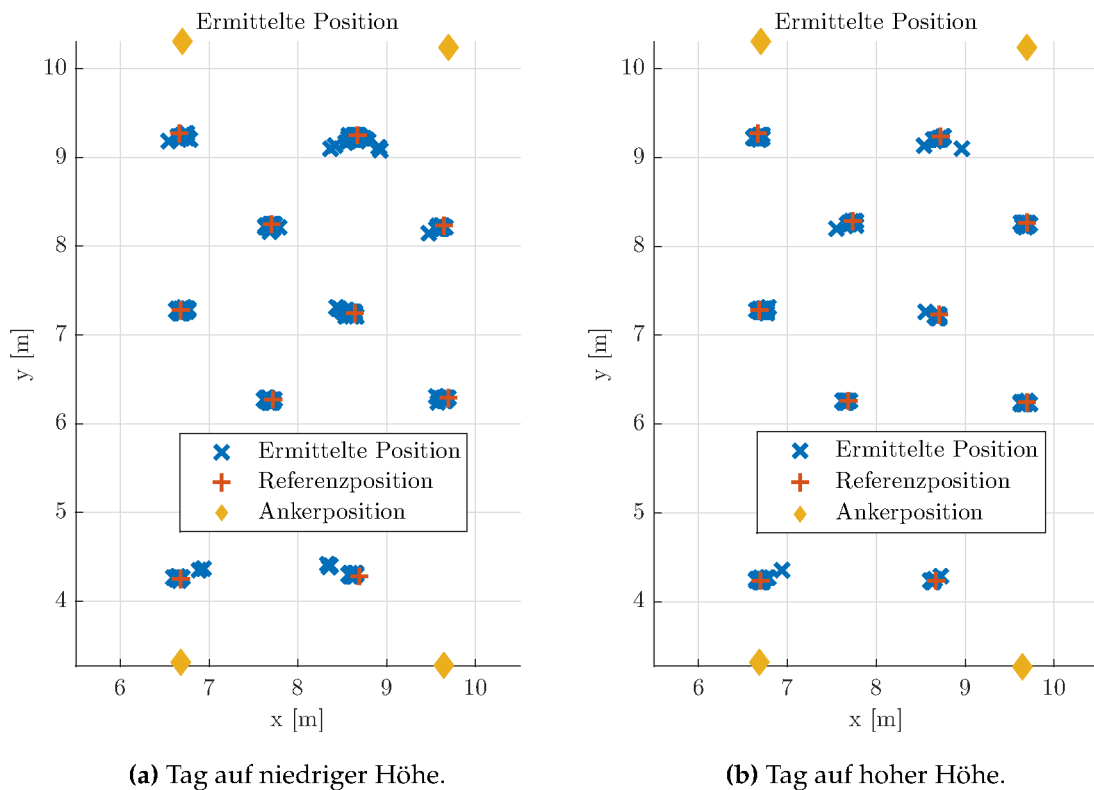 Ermittelte Position
10
9
8
7
6
5
4
y [m]
6 7 8 9 10
x [m]
Ermittelte Position
Referenzposition
Ankerposition
(a) Tag auf niedriger Höhe.
Ermittelte Position
10
9
8
7
6
5
4
y [m]
6 7 8 9 10
x [m]
Ermittelte Position
Referenzposition
Ankerposition
(b) Tag auf hoher Höhe.